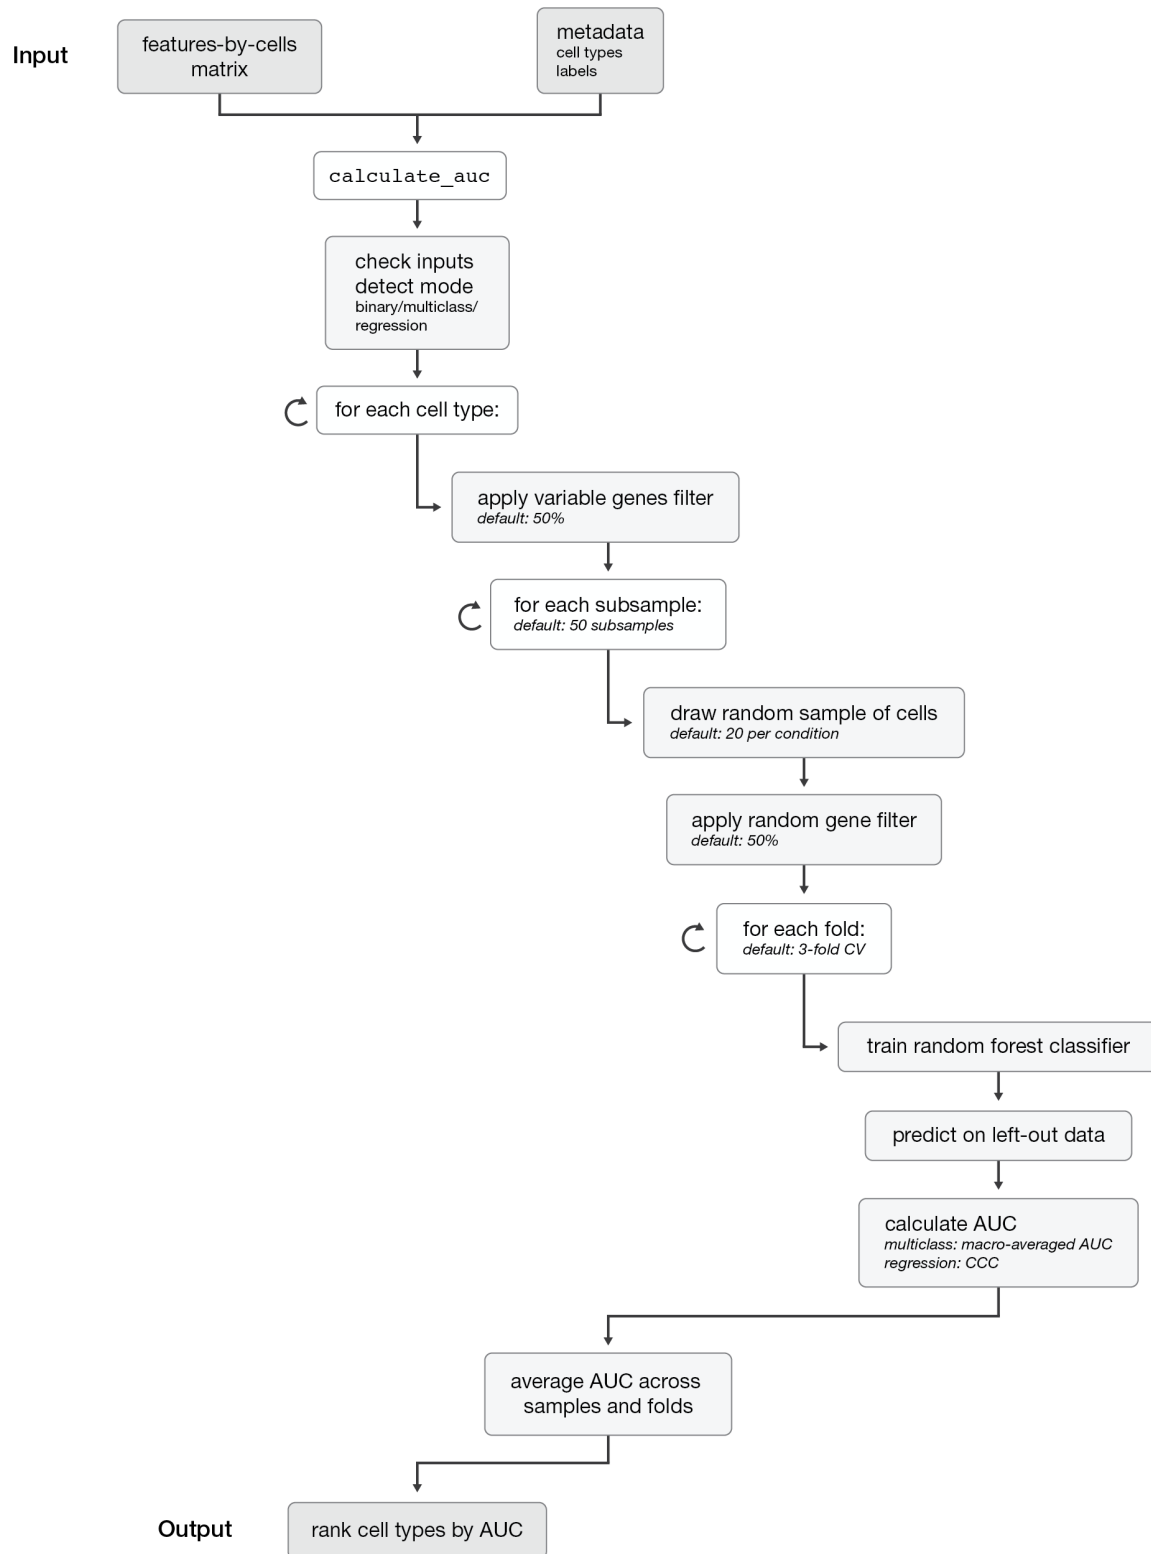 Input
features-by-cells
matrix
metadata
cell types
labels
calculate_auc
check inputs
detect mode
binary/multiclass/
regression
for each cell type:
apply variable genes filter
default: 50%
for each subsample:
default: 50 subsamples
draw random sample of cells
default: 20 per condition
apply random gene filter
default: 50%
for each fold:
default: 3-fold CV
train random forest classifier
predict on left-out data
calculate AUC
multiclass: macro-averaged AUC
regression: CCC
average AUC across
samples and folds
Output
rank cell types by AUC